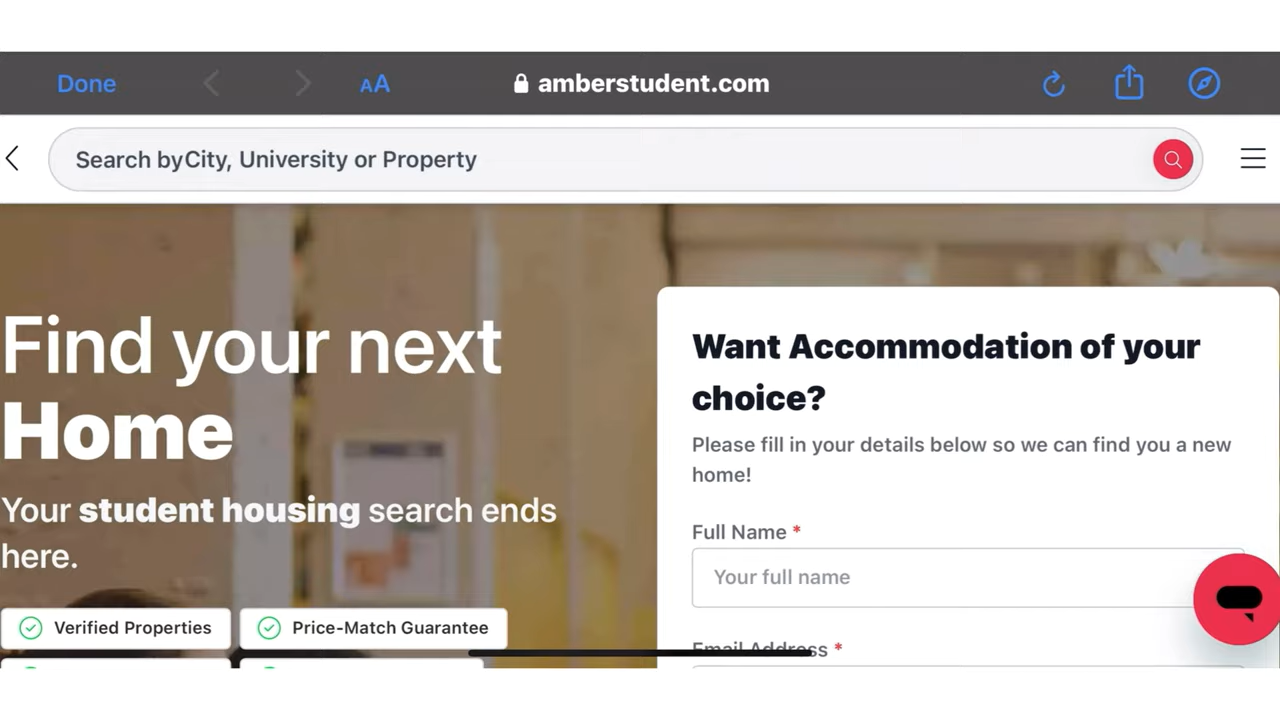 Done
AA
amberstudent.com
Search byCity, University or Property
Find your next
Home
Your student housing search ends
here.
Verified Properties
Price-Match Guarantee
Want Accommodation of your
choice?
Please fill in your details below so we can find you a new
home!
Full Name *
Your full name
Email Address *